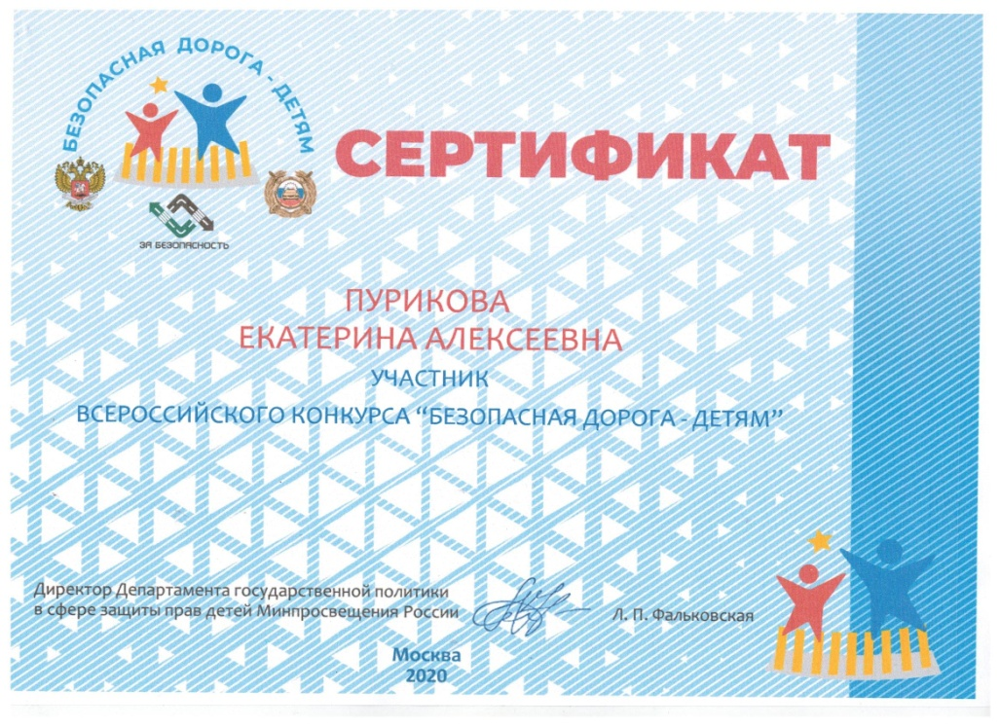 БЕЗОПАСНАЯ ДОРОГА - ДЕТЯМ
СЕРТИФИКАТ
ЗА БЕЗОПАСНОСТЬ
ПУРИКОВА
ЕКАТЕРИНА АЛЕКСЕЕВНА
УЧАСТНИК
ВСЕРОССИЙСКОГО КОНКУРСА “БЕЗОПАСНАЯ ДОРОГА - ДЕТЯМ”
Директор Департамента государственной политики
в сфере защиты прав детей Минпросвещения России
Л. П. Фальковская
Москва
2020